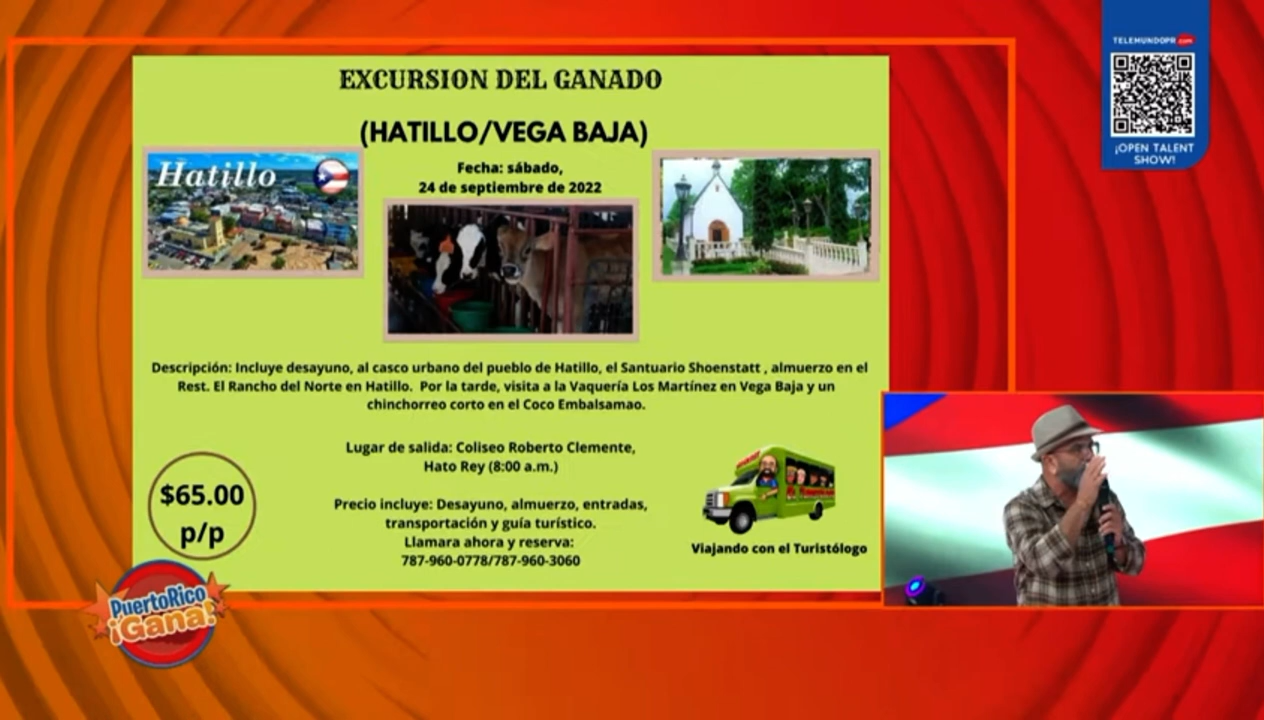 EXCURSION DEL GANADO
(HATILLO/VEGA BAJA)
Hatillo
Fecha: sábado,
24 de septiembre de 2022
Descripción: Incluye desayuno, al casco urbano del pueblo de Hatillo, el Santuario Shoenstatt , almuerzo en el
Rest. El Rancho del Norte en Hatillo. Por la tarde, visita a la Vaquería Los Martínez en Vega Baja y un
chinchorreo corto en el Coco Embalsamao.
Lugar de salida: Coliseo Roberto Clemente,
Hato Rey (8:00 a.m.)
$65.00
p/p
Precio incluye: Desayuno, almuerzo, entradas,
transportación y guía turístico.
Llamara ahora y reserva:
787-960-0778/787-960-3060
Viajando con el Turistólogo
PuertoRico
¡Gana!
TELEMUNDOPR.com
¡OPEN TALENT
SHOW!